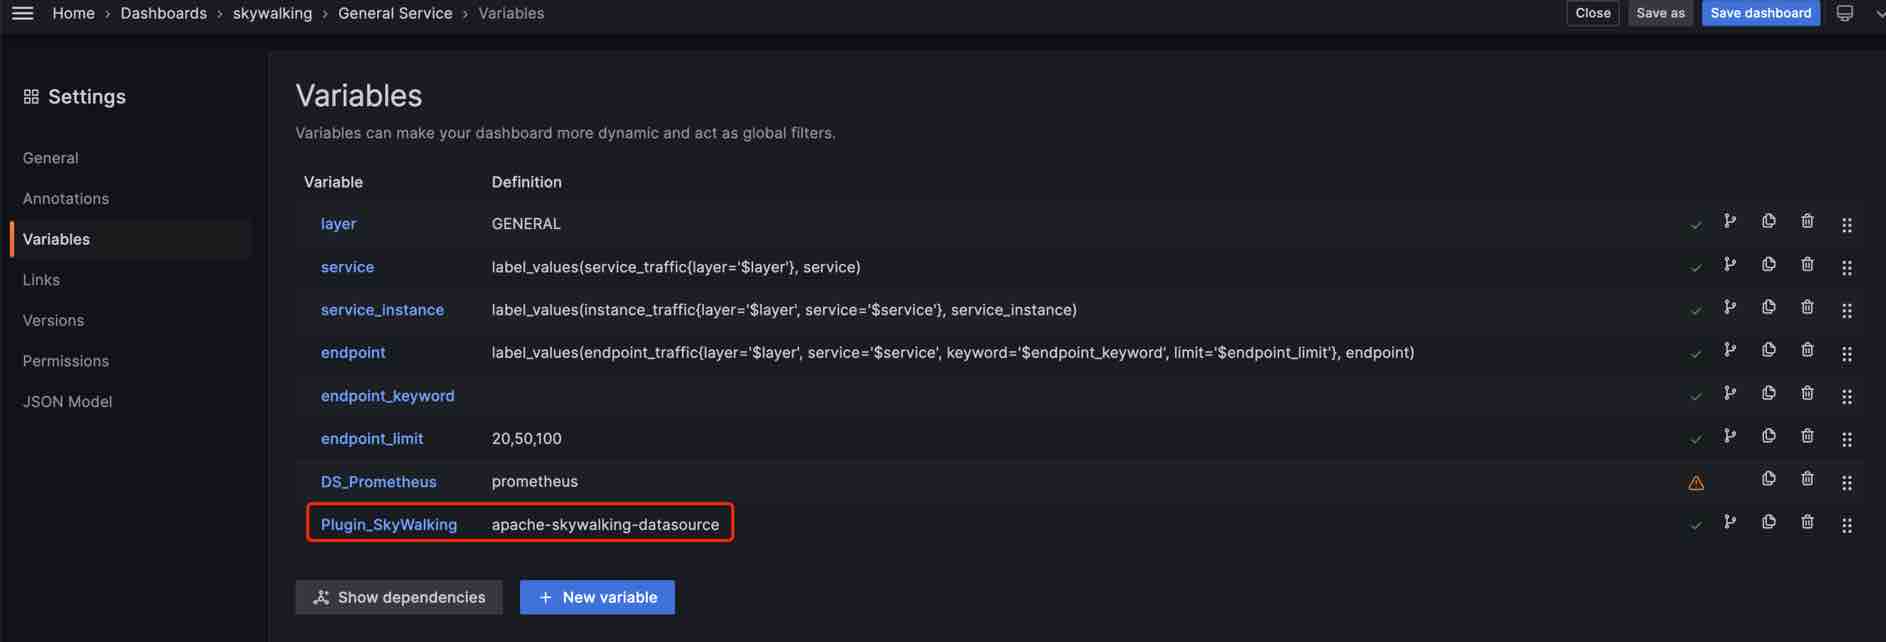 Home › Dashboards › skywalking › General Service › Variables
Close Save as Save dashboard
Settings
General
Annotations
Variables
Links
Versions
Permissions
JSON Model
Variables
Variables can make your dashboard more dynamic and act as global filters.
Variable Definition
layer GENERAL
service label_values(service_traffic{layer='$layer'}, service)
service_instance label_values(instance_traffic{layer='$layer', service='$service'}, service_instance)
endpoint label_values(endpoint_traffic{layer='$layer', service='$service', keyword='$endpoint_keyword', limit='$endpoint_limit'}, endpoint)
endpoint_keyword
endpoint_limit 20,50,100
DS_Prometheus prometheus
Plugin_SkyWalking apache-skywalking-datasource
Show dependencies + New variable